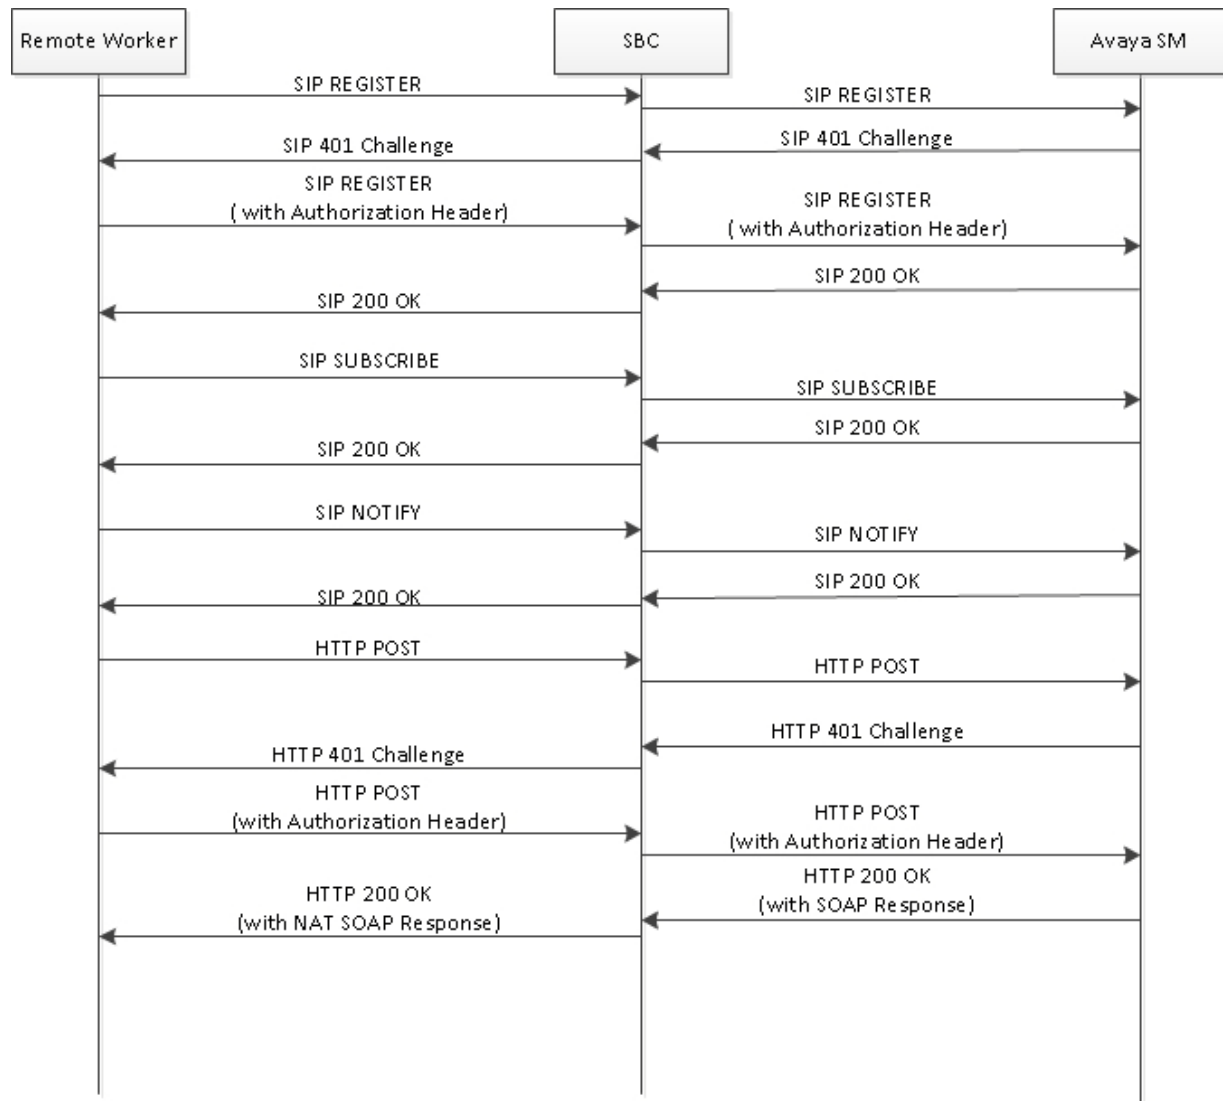 Remote Worker
SBC
Avaya SM
SIP REGISTER
SIP REGISTER
SIP 401 Challenge
SIP 401 Challenge
SIP REGISTER
( with Authorization Header)
SIP REGISTER
( with Authorization Header)
SIP 200 OK
SIP 200 OK
SIP SUBSCRIBE
SIP SUBSCRIBE
SIP 200 OK
SIP 200 OK
SIP NOTIFY
SIP NOTIFY
SIP 200 OK
SIP 200 OK
HTTP POST
HTTP POST
HTTP 401 Challenge
HTTP 401 Challenge
HTTP POST
(with Authorization Header)
HTTP POST
(with Authorization Header)
HTTP 200 OK
(with SOAP Response)
HTTP 200 OK
(with NAT SOAP Response)